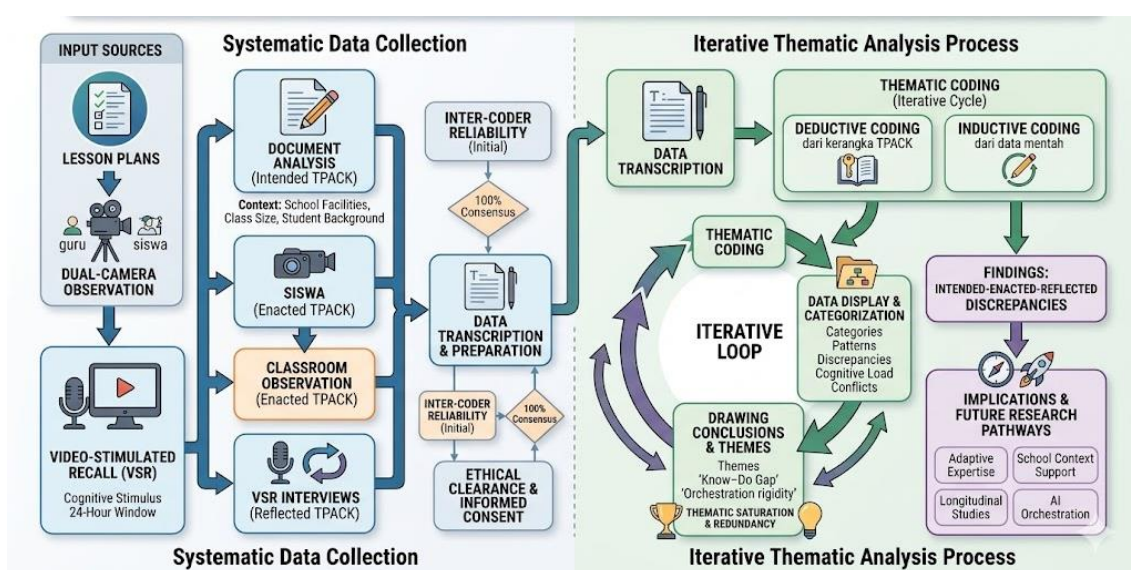 Systematic Data Collection
INPUT SOURCES
LESSON PLANS
guru
siswa
DUAL-CAMERA
OBSERVATION
VIDEO-STIMULATED
RECALL (VSR)
Cognitive Stimulus
24-Hour Window
DOCUMENT
ANALYSIS
(Intended TPACK)
Context: School Facilities,
Class Size, Student Background
SISWA
(Enacted TPACK)
CLASSROOM
OBSERVATION
(Enacted TPACK)
VSR INTERVIEWS
(Reflected TPACK)
INTER-CODER
RELIABILITY
(Initial)
100%
Consensus
T
DATA
TRANSCRIPTION
& PREPARATION
INTER-CODER
RELIABILITY
(Initial)
100%
Consensus
ETHICAL
CLEARANCE &
INFORMED
CONSENT
Systematic Data Collection
Iterative Thematic Analysis Process
T
DATA
TRANSCRIPTION
THEMATIC CODING
(Iterative Cycle)
DEDUCTIVE CODING
dari kerangka TPACK
INDUCTIVE CODING
dari data mentah
THEMATIC
CODING
ITERATIVE
LOOP
DATA DISPLAY &
CATEGORIZATION
Categories
Patterns
Discrepancies
Cognitive Load
Conflicts
DRAWING
CONCLUSIONS
& THEMES
Themes
'Know–Do Gap'
'Orchestration rigidity'
THEMATIC SATURATION
& REDUNDANCY
FINDINGS:
INTENDED-ENACTED-REFLECTED
DISCREPANCIES
IMPLICATIONS &
FUTURE RESEARCH
PATHWAYS
Adaptive
Expertise
School Context
Support
Longitudinal
Studies
AI
Orchestration
Iterative Thematic Analysis Process